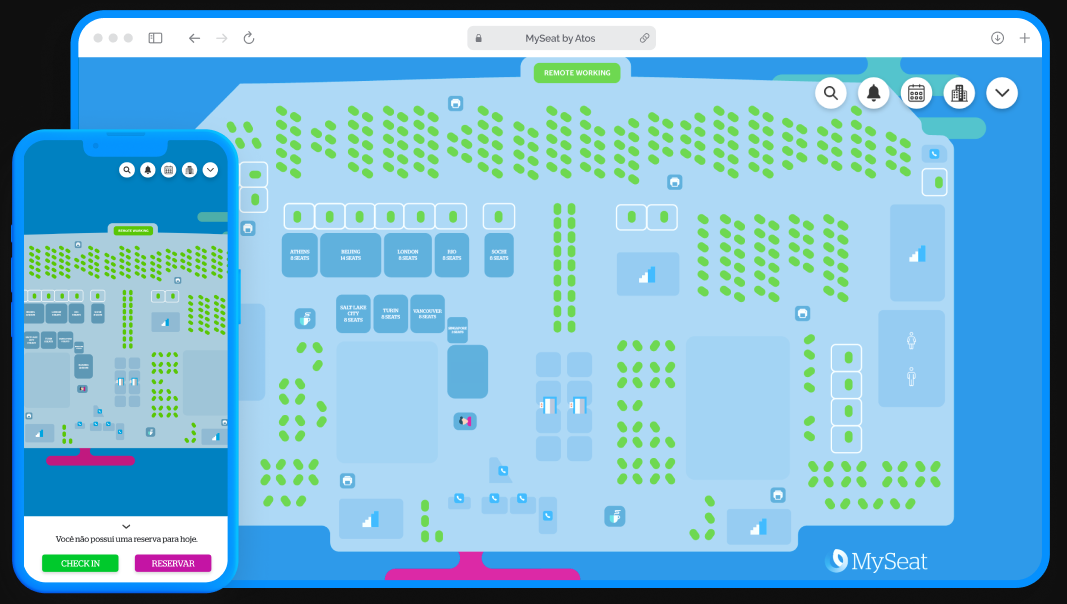 MySeat by Atos
REMOTE WORKING
ATHENS
8 SEATS
BEIJING
14 SEATS
LONDON
8 SEATS
RIO
8 SEATS
SOCHI
8 SEATS
SALT LAKE
CITY
8 SEATS
TURIN
8 SEATS
VANCOUVER
8 SEATS
MySeat
REMOTE WORKING
Você não possui uma reserva para hoje.
CHECK IN
RESERVAR